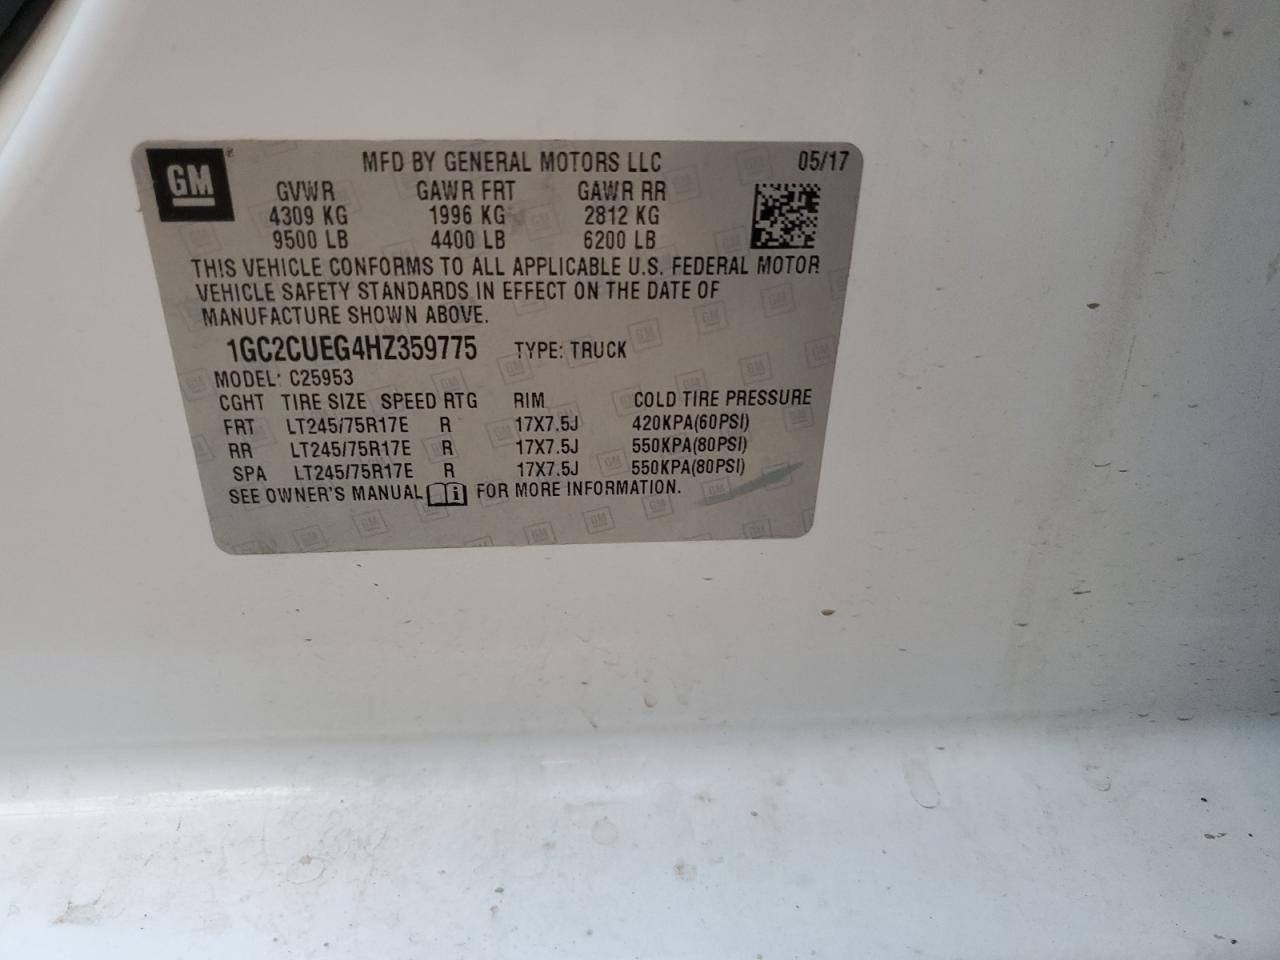 GM
MFD BY GENERAL MOTORS LLC 05/17
GVWR GAWR FRT GAWR RR
4309 KG 1996 KG 2812 KG
9500 LB 4400 LB 6200 LB
THIS VEHICLE CONFORMS TO ALL APPLICABLE U.S. FEDERAL MOTOR
VEHICLE SAFETY STANDARDS IN EFFECT ON THE DATE OF
MANUFACTURE SHOWN ABOVE.
1GC2CUEG4HZ359775 TYPE: TRUCK
MODEL: C25953
CGHT TIRE SIZE SPEED RTG RIM COLD TIRE PRESSURE
FRT LT245/75R17E R 17X7.5J 420KPA(60PSI)
RR LT245/75R17E R 17X7.5J 550KPA(80PSI)
SPA LT245/75R17E R 17X7.5J 550KPA(80PSI)
SEE OWNER'S MANUAL i FOR MORE INFORMATION.